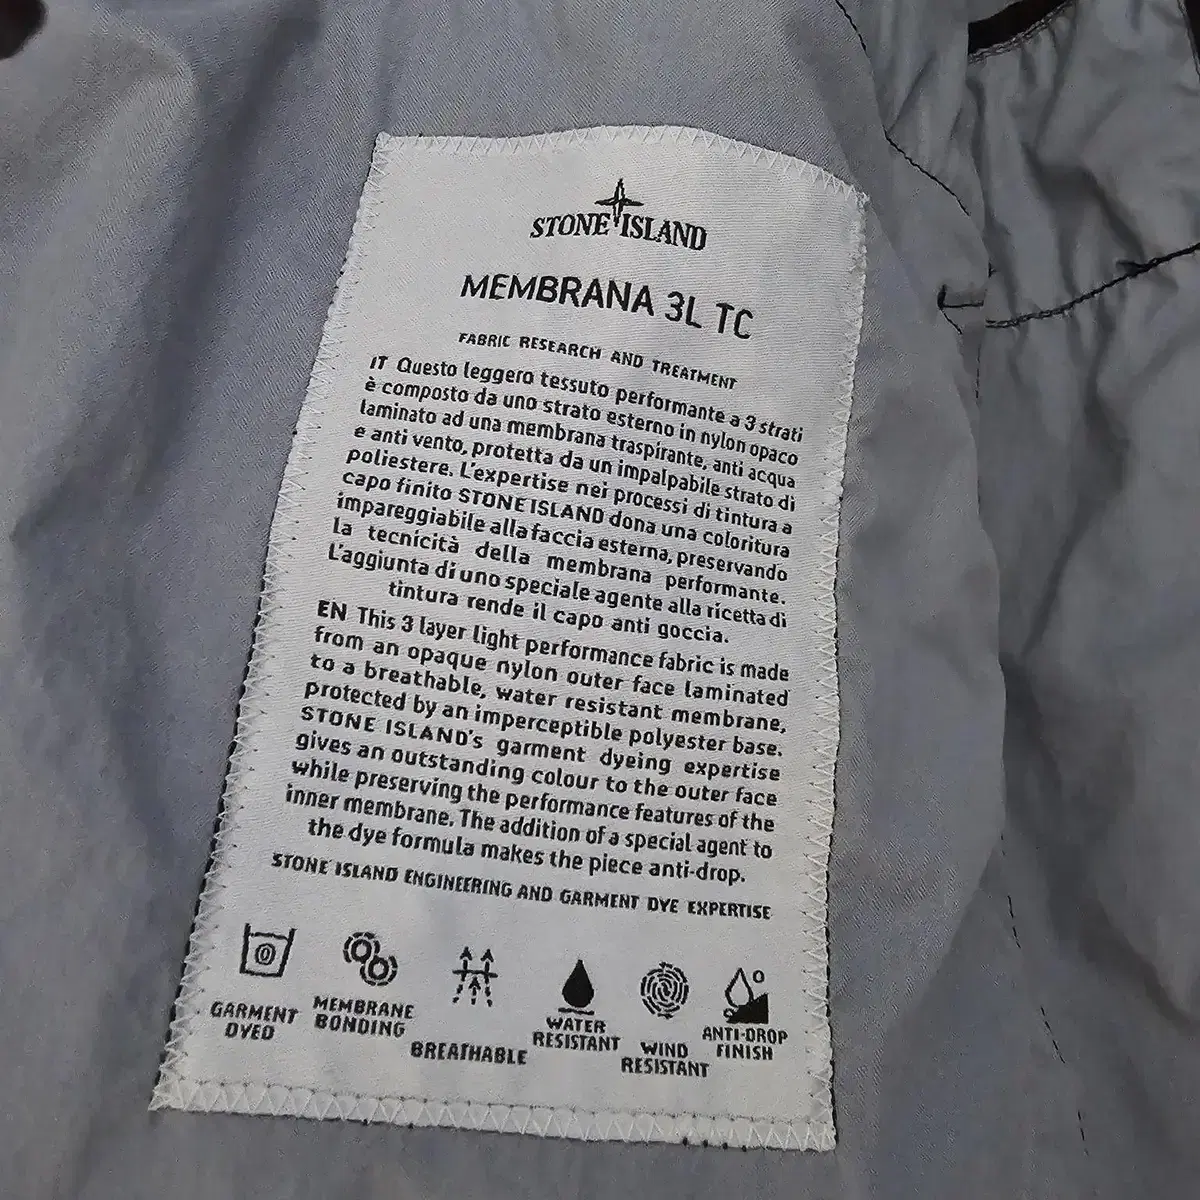 STONE ISLAND
MEMBRANA 3L TC
FABRIC RESEARCH AND TREATMENT
IT Questo leggero tessuto performante a 3 strati
è composto da uno strato esterno in nylon opaco
laminato ad una membrana traspirante, anti acqua
e anti vento, protetta da un impalpabile strato di
poliestere. L'expertise nei processi di tintura a
capo finito STONE ISLAND dona una coloritura
impareggiabile alla faccia esterna, preservando
la tecnicità della membrana performante.
L'aggiunta di uno speciale agente alla ricetta di
tintura rende il capo anti goccia.
EN This 3 layer light performance fabric is made
from an opaque nylon outer face laminated
to a breathable, water resistant membrane,
protected by an imperceptible polyester base.
STONE ISLAND's garment dyeing expertise
gives an outstanding colour to the outer face
while preserving the performance features of the
inner membrane. The addition of a special agent to
the dye formula makes the piece anti-drop.
STONE ISLAND ENGINEERING AND GARMENT DYE EXPERTISE
GARMENT
DYED
MEMBRANE
BONDING
BREATHABLE
WATER
RESISTANT
WIND
RESISTANT
ANTI-DROP
FINISH